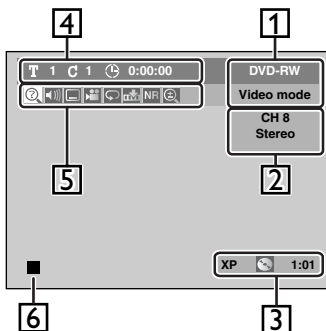 4 1
T 1 C 1 0:00:00 DVD-RW
Video mode
NR
CH 8
Stereo
5 2
XP 1:01
6 3